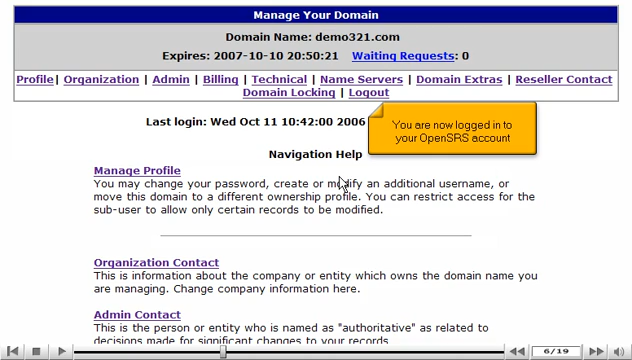 Manage Your Domain
Domain Name: demo321.com
Expires: 2007-10-10 20:50:21 Waiting Requests: 0
Profile| Organization | Admin | Billing | Technical | Name Servers | Domain Extras | Reseller Contact
Domain Locking | Logout
Last login: Wed Oct 11 10:42:00 2006
You are now logged in to
your OpenSRS account
Navigation Help
Manage Profile
You may change your password, create or modify an additional username, or
move this domain to a different ownership profile. You can restrict access for the
sub-user to allow only certain records to be modified.
Organization Contact
This is information about the company or entity which owns the domain name you
are managing. Change company information here.
Admin Contact
This is the person or entity who is named as "authoritative" as related to
decisions made for significant changes to your records
6/19